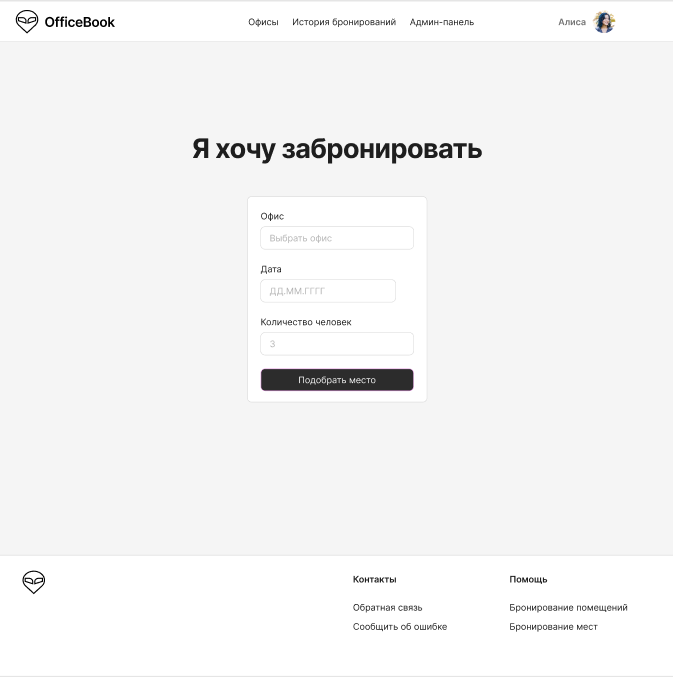 OfficeBook
Офисы История бронирований Админ-панель
Алиса
Я хочу забронировать
Офис
Выбрать офис
Дата
ДД.ММ.ГГГГ
Количество человек
3
Подобрать место
Контакты
Обратная связь
Сообщить об ошибке
Помощь
Бронирование помещений
Бронирование мест